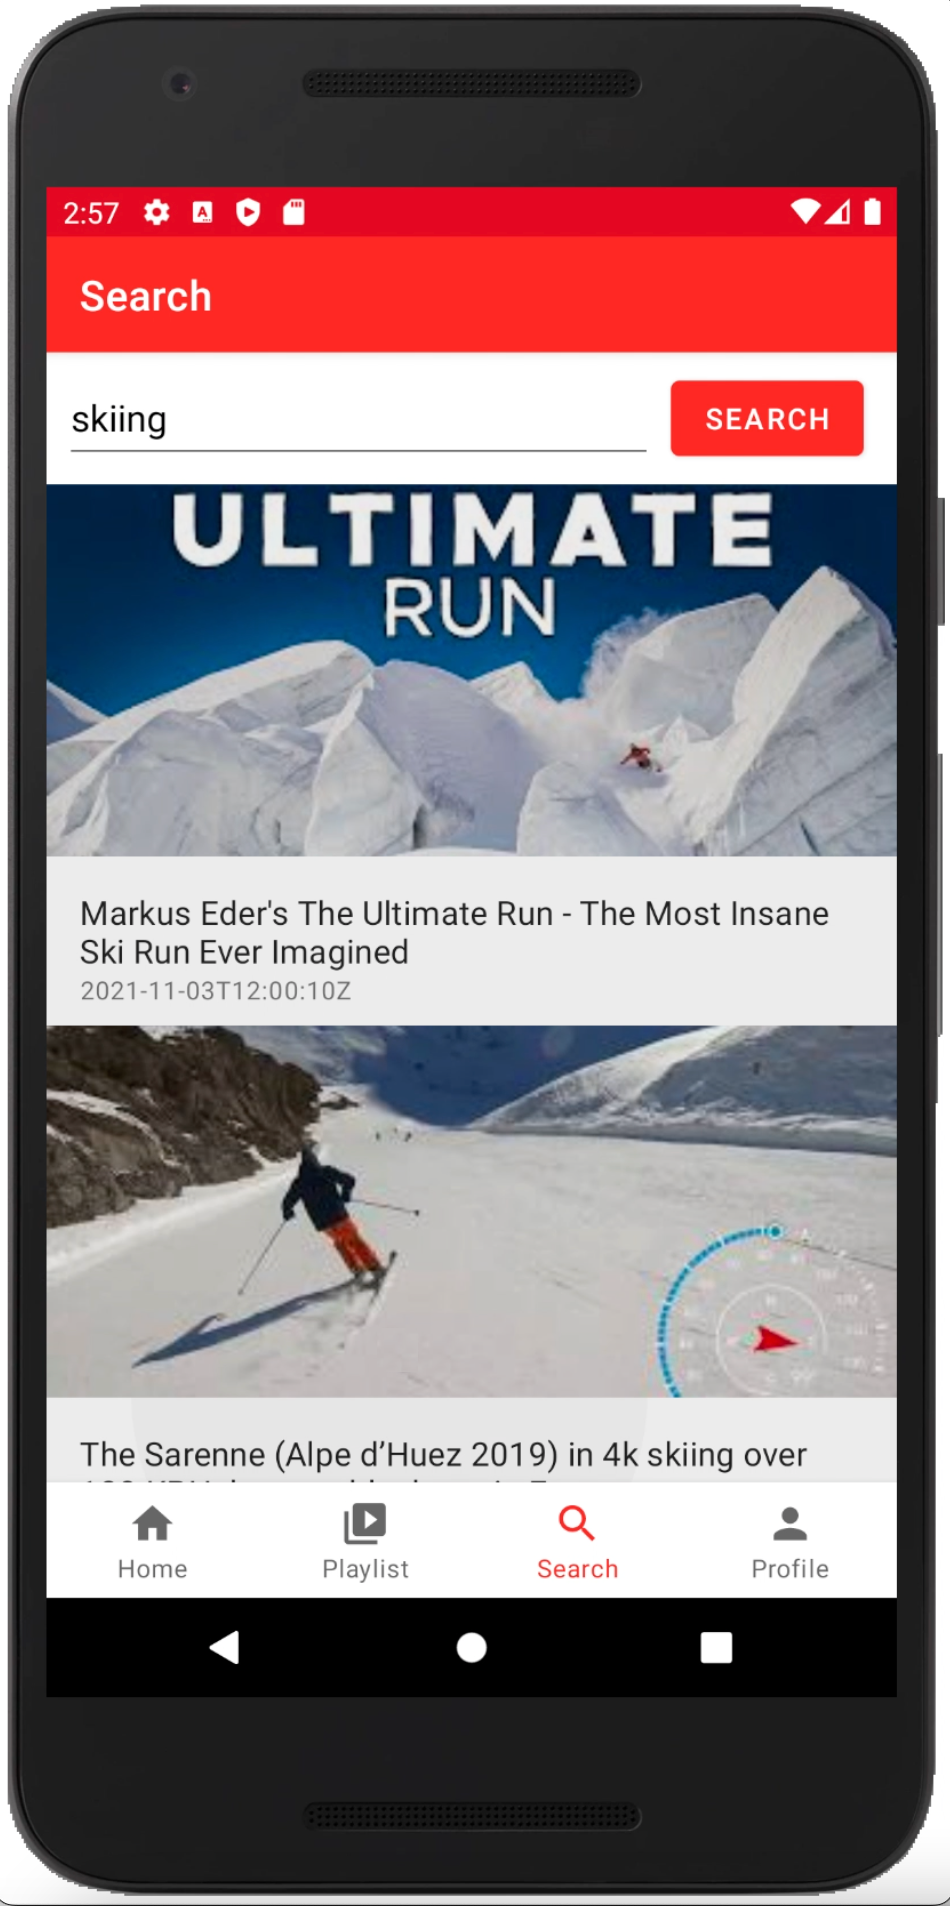 2:57
Search
skiing
SEARCH
ULTIMATE
RUN
Markus Eder's The Ultimate Run - The Most Insane
Ski Run Ever Imagined
2021-11-03T12:00:10Z
The Sarenne (Alpe d’Huez 2019) in 4k skiing over
Home
Playlist
Search
Profile